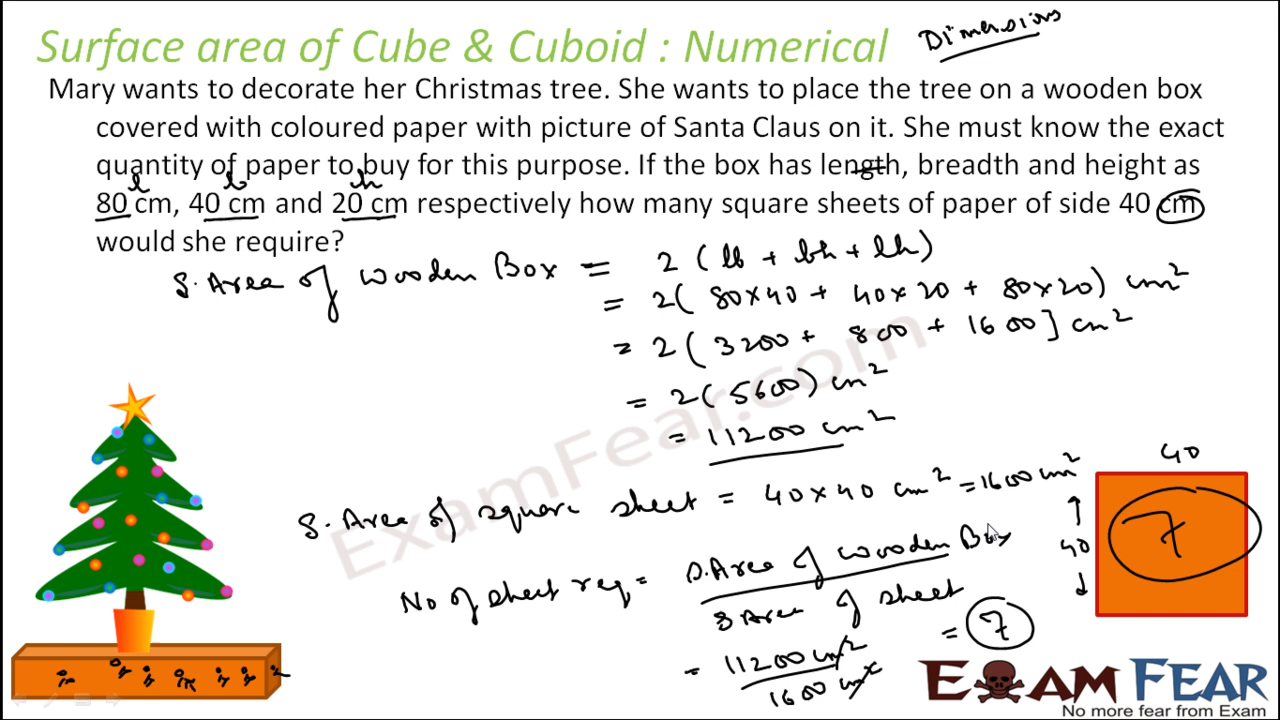 Surface area of Cube & Cuboid : Numerical
Dimensions
Mary wants to decorate her Christmas tree. She wants to place the tree on a wooden box
covered with coloured paper with picture of Santa Claus on it. She must know the exact
quantity of paper to buy for this purpose. If the box has length, breadth and height as
l b h
80 cm, 40 cm and 20 cm respectively how many square sheets of paper of side 40 cm
would she require?
S. Area of wooden Box = 2 ( lb + bh + lh )
= 2( 80×40 + 40×20 + 80×20) cm²
= 2 ( 3200 + 800 + 1600 ] cm²
= 2 ( 5600) cm²
= 11200 cm²
S. Area of square sheet = 40×40 cm² = 1600 cm²
40
40
7
No of sheet req = S. Area of wooden Box
S Area of sheet
= 11200 cm²
1600 cm²
= 7
ExamFear.com
EXAM FEAR
No more fear from Exam